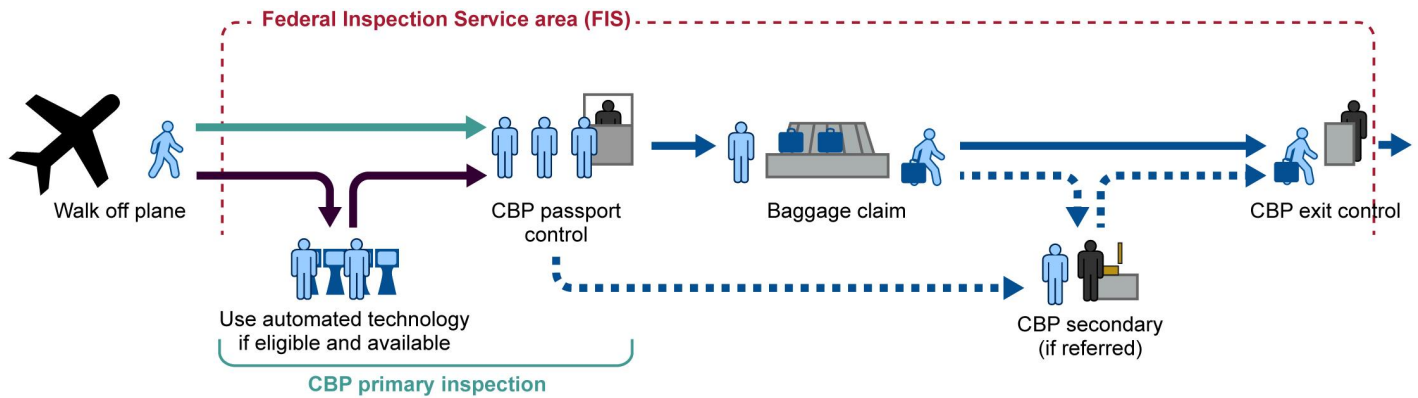 Federal Inspection Service area (FIS)
Walk off plane
CBP passport
control
Baggage claim
CBP exit control
Use automated technology
if eligible and available
CBP secondary
(if referred)
CBP primary inspection